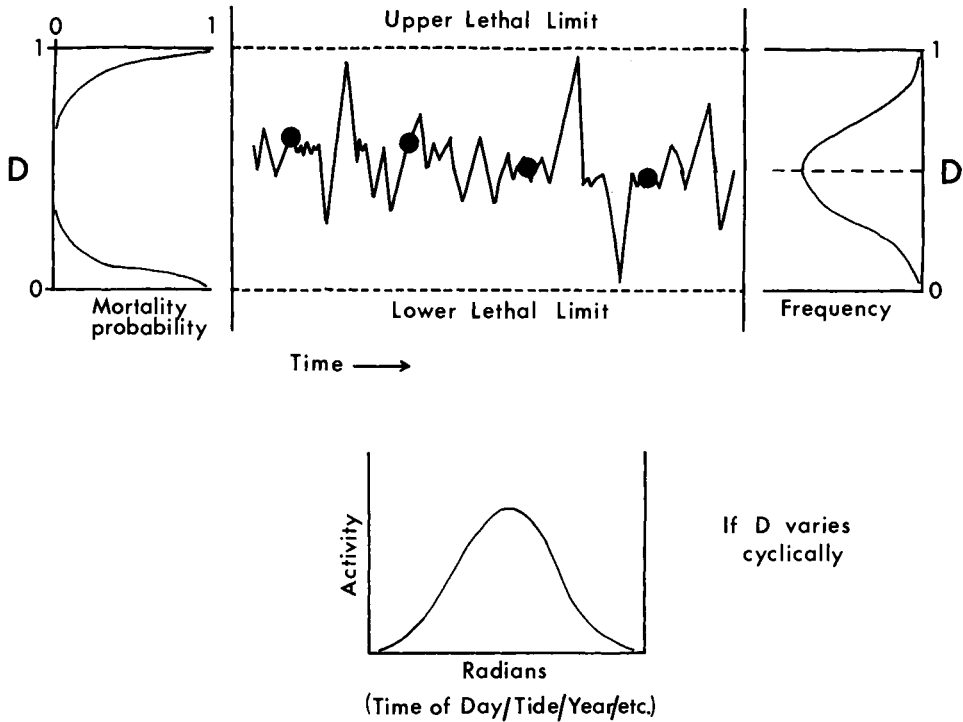 0 1
Upper Lethal Limit
1
1
D
D
0
0
Mortality
probability
Lower Lethal Limit
Frequency
Time
Activity
If D varies
cyclically
Radians
(Time of Day/Tide/Year/etc.)